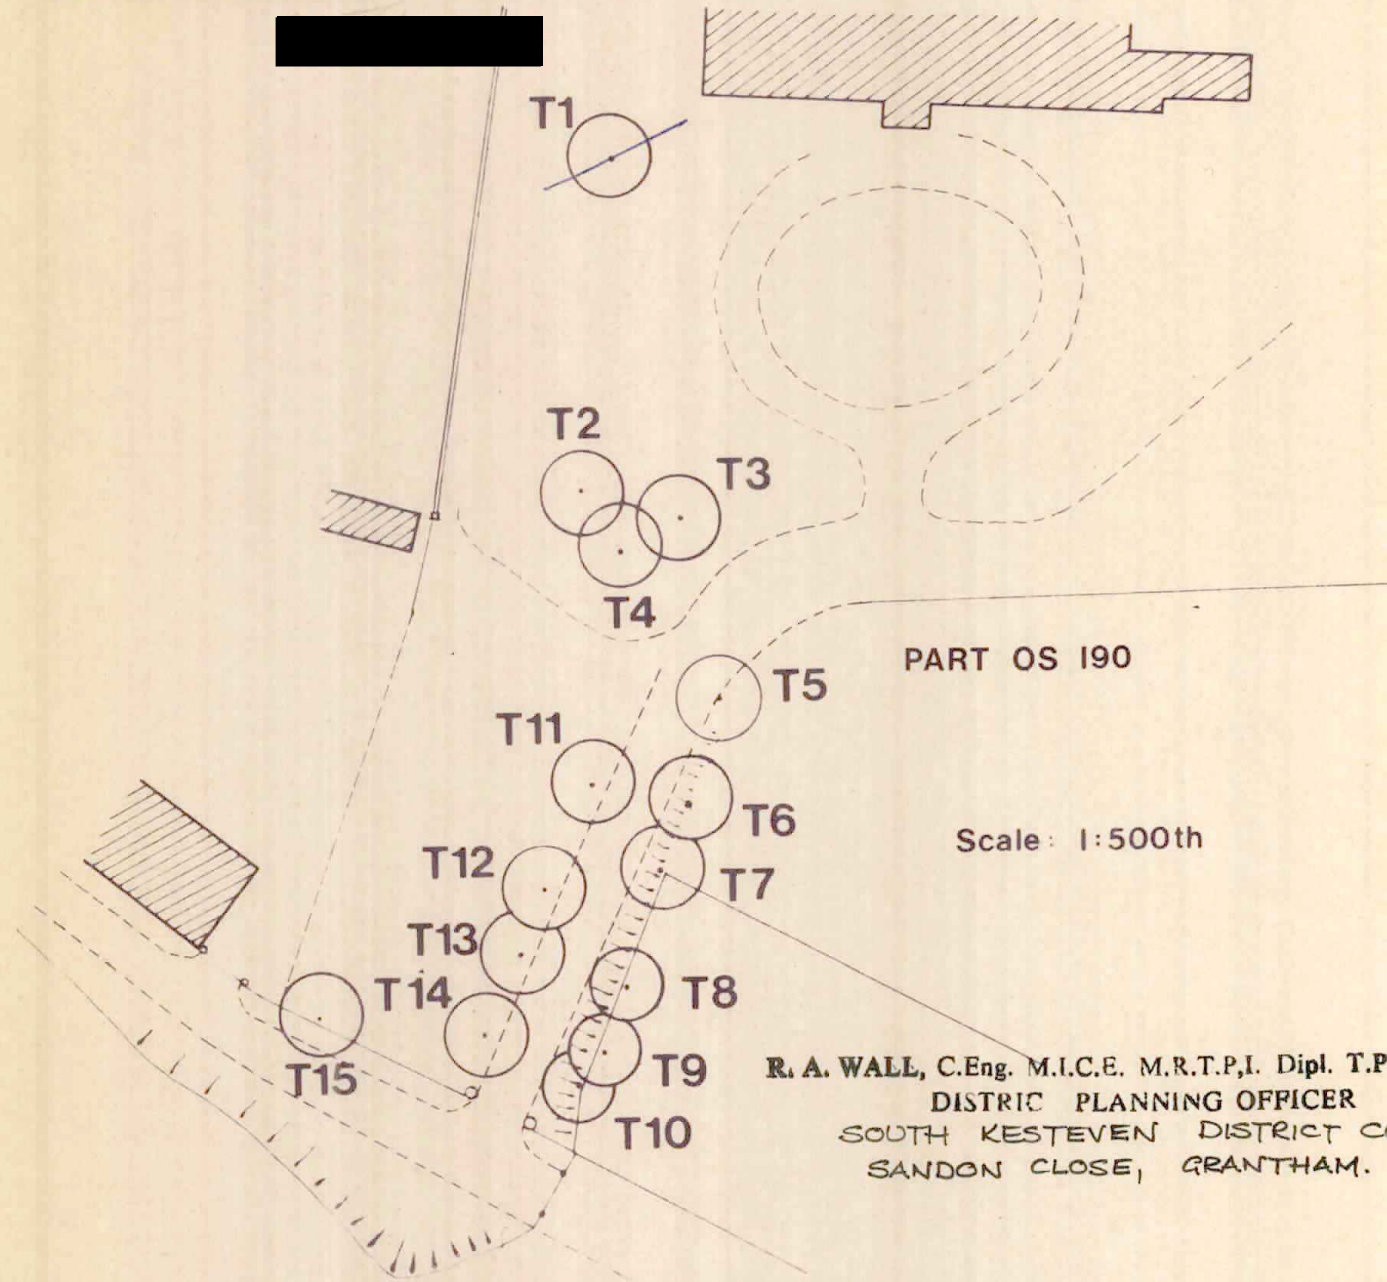 T1
T2
T3
T4
PART OS 190
T5
T11
T6
Scale: 1:500th
T12
T7
T13
T14
T8
T15
T9
R. A. WALL, C.Eng. M.I.C.E. M.R.T.P,I. Dipl. T.P
DISTRIC PLANNING OFFICER
T10
SOUTH KESTEVEN DISTRICT CO
SANDON CLOSE, GRANTHAM.